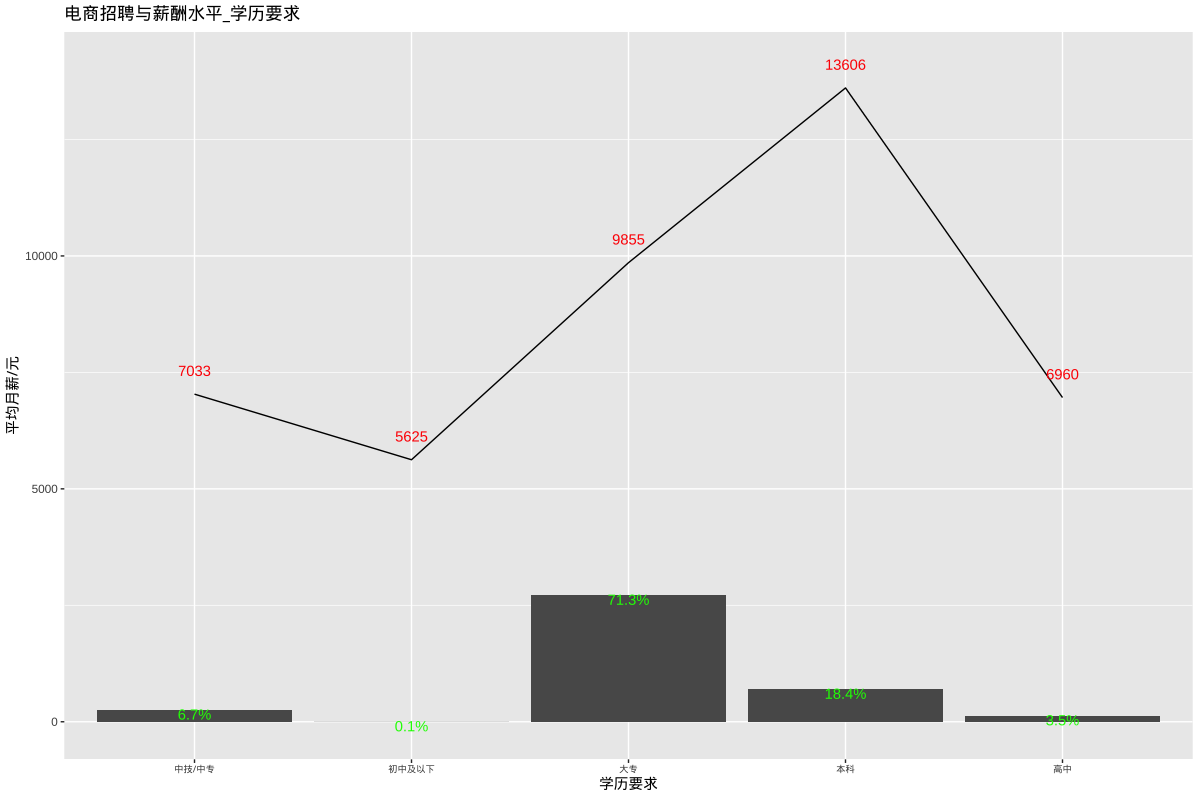 电商招聘与薪酬水平_学历要求
13606
9855
10000
7033
6960
5625
平均月薪/元
5000
71.3%
18.4%
6.7%
3.5%
0
0.1%
中技/中专
初中及以下
大专
本科
高中
学历要求